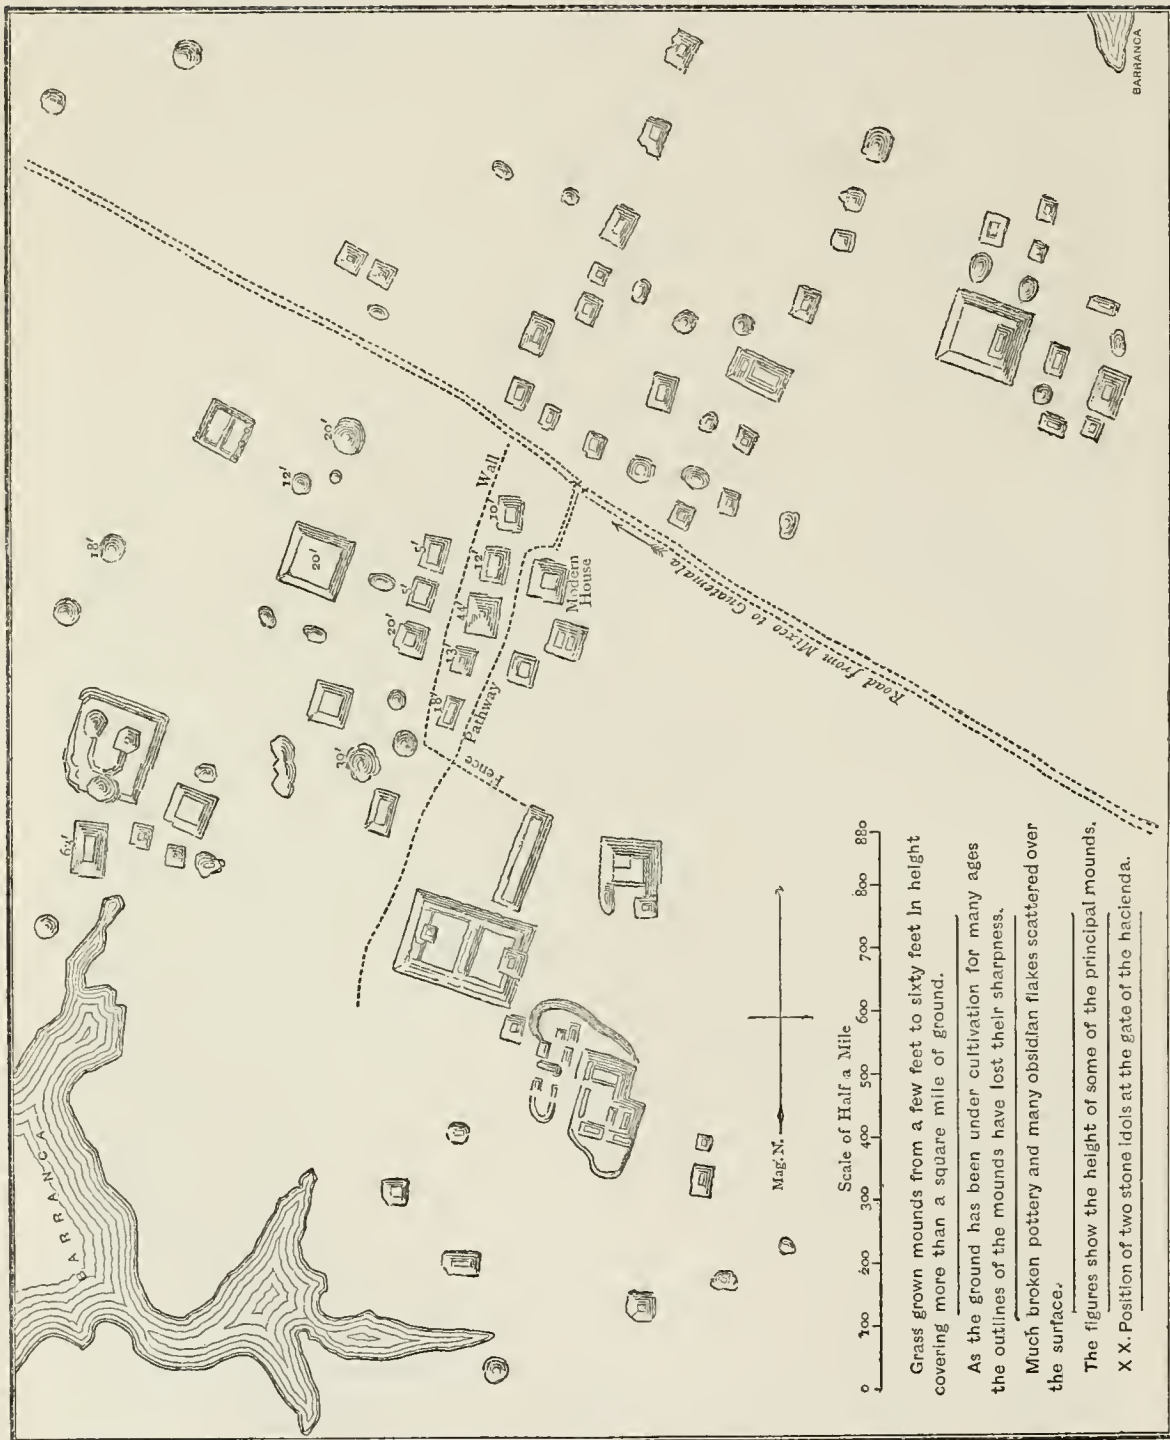 BARRANCA
BARRANCA
18'
12'
20'
20'
5'
5'
20'
Wall
10'
12'
13'
18'
30'
Pathway
Fence
Modern
House
Road from Mixco to Guatemala
Mag. N.
Scale of Half a Mile
0 100 200 300 400 500 600 700 800 880
Grass grown mounds from a few feet to sixty feet in height
covering more than a square mile of ground.
As the ground has been under cultivation for many ages
the outlines of the mounds have lost their sharpness.
Much broken pottery and many obsidian flakes scattered over
the surface.
The figures show the height of some of the principal mounds.
X X. Position of two stone idols at the gate of the hacienda.